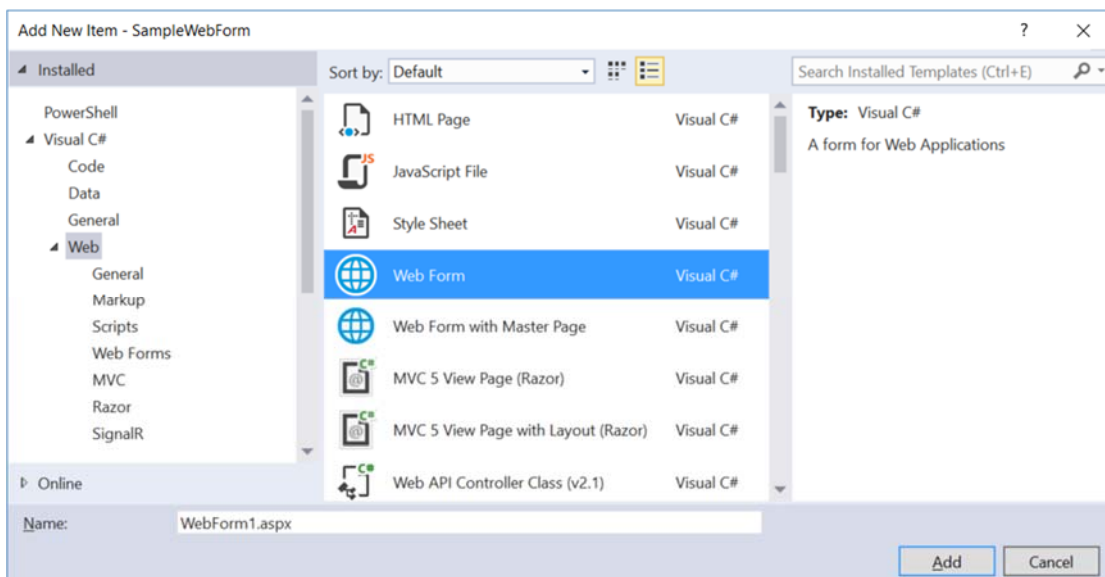 Add New Item - SampleWebForm ?
Installed
Sort by: Default
Search Installed Templates (Ctrl+E)
PowerShell
Visual C#
Code
Data
General
Web
General
Markup
Scripts
Web Forms
MVC
Razor
SignalR
Online
HTML Page Visual C#
JS
JavaScript File Visual C#
A
Style Sheet Visual C#
Web Form Visual C#
Web Form with Master Page Visual C#
C#
@
MVC 5 View Page (Razor) Visual C#
C#
@
MVC 5 View Page with Layout (Razor) Visual C#
C#
Web API Controller Class (v2.1) Visual C#
Type: Visual C#
A form for Web Applications
Name: WebForm1.aspx
Add Cancel